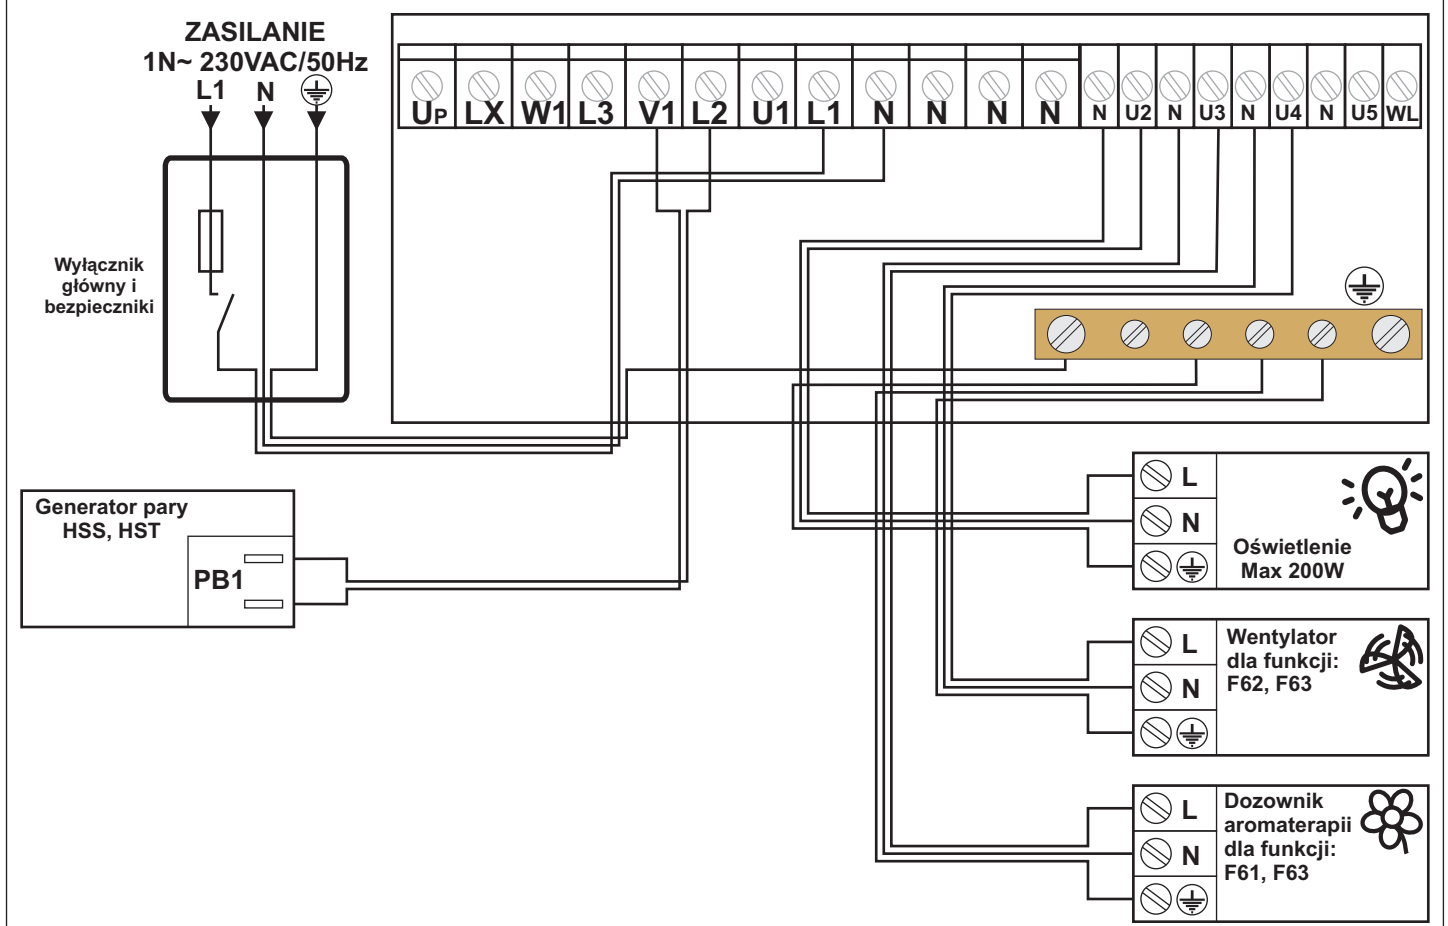 ZASILANIE
1N~ 230VAC/50Hz
L1 N
UP LX W1 L3 V1 L2 U1 L1 N N N N N U2 N U3 N U4 N U5 WL
Wyłącznik
główny i
bezpieczniki
Generator pary
HSS, HST
PB1
L
N
Oświetlenie
Max 200W
L
N
Wentylator
dla funkcji:
F62, F63
L
N
Dozownik
aromaterapii
dla funkcji:
F61, F63